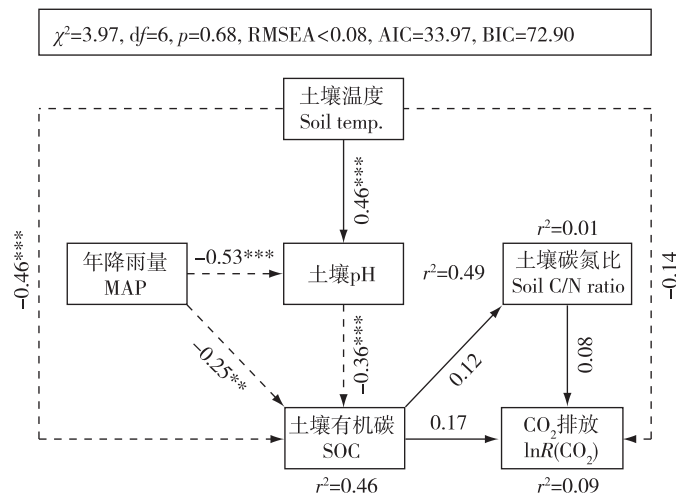 χ²=3.97, df=6, p=0.68, RMSEA<0.08, AIC=33.97, BIC=72.90
土壤温度
Soil temp.
0.46***
-0.46***
-0.14
年降雨量
MAP
-0.53***
土壤pH
r²=0.49
r²=0.01
土壤碳氮比
Soil C/N ratio
-0.25**
-0.36***
0.12
0.08
土壤有机碳
SOC
0.17
CO₂排放
lnR(CO₂)
r²=0.46
r²=0.09